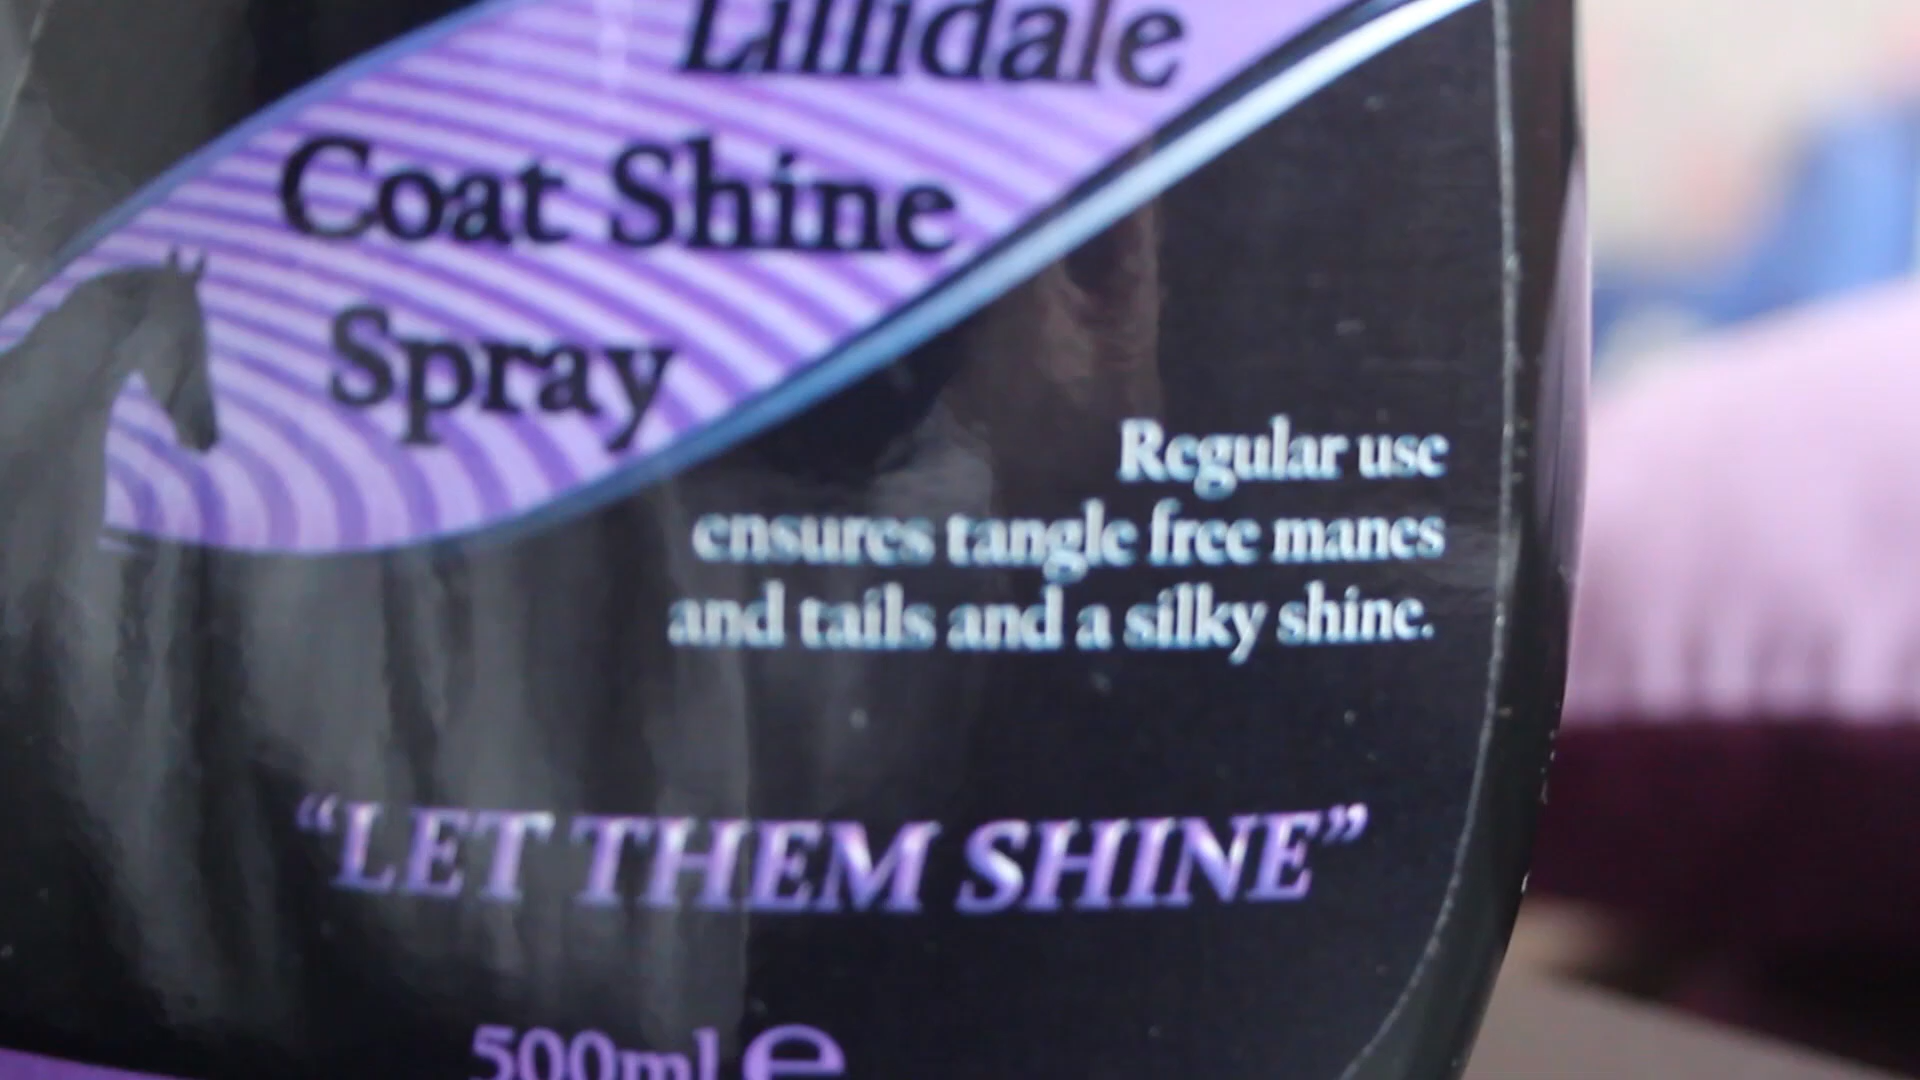 Lillidale
Coat Shine
Spray
Regular use
ensures tangle free manes
and tails and a silky shine.
“LET THEM SHINE”
500ml ℮